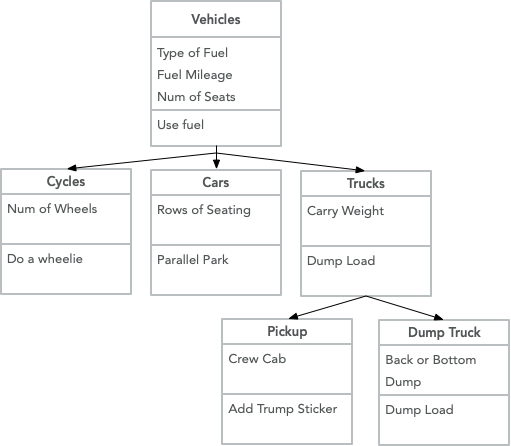 Vehicles
Type of Fuel
Fuel Mileage
Num of Seats
Use fuel
Cycles
Num of Wheels
Do a wheelie
Cars
Rows of Seating
Parallel Park
Trucks
Carry Weight
Dump Load
Pickup
Crew Cab
Add Trump Sticker
Dump Truck
Back or Bottom
Dump
Dump Load